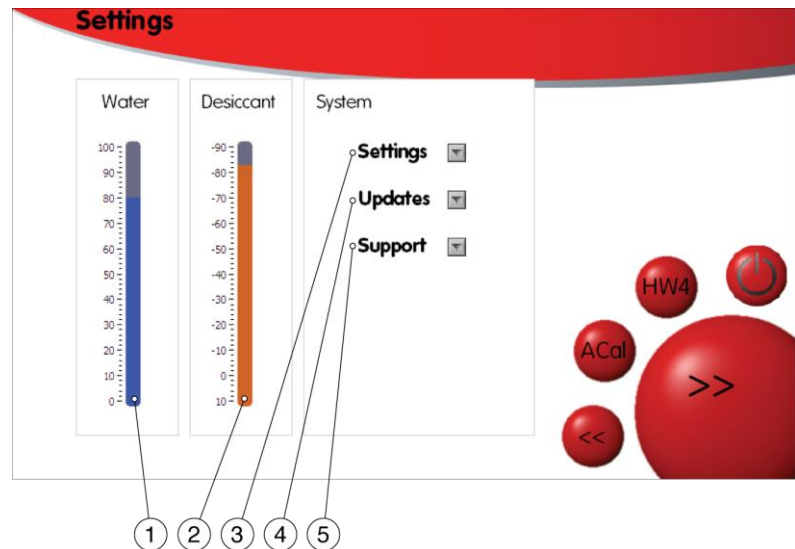 Settings
Water
100
90
80
70
60
50
40
30
20
10
0
Desiccant
-90
-80
-70
-60
-50
-40
-30
-20
-10
0
10
System
Settings
Updates
Support
HW4
ACal
>>
<<
1 2 3 4 5